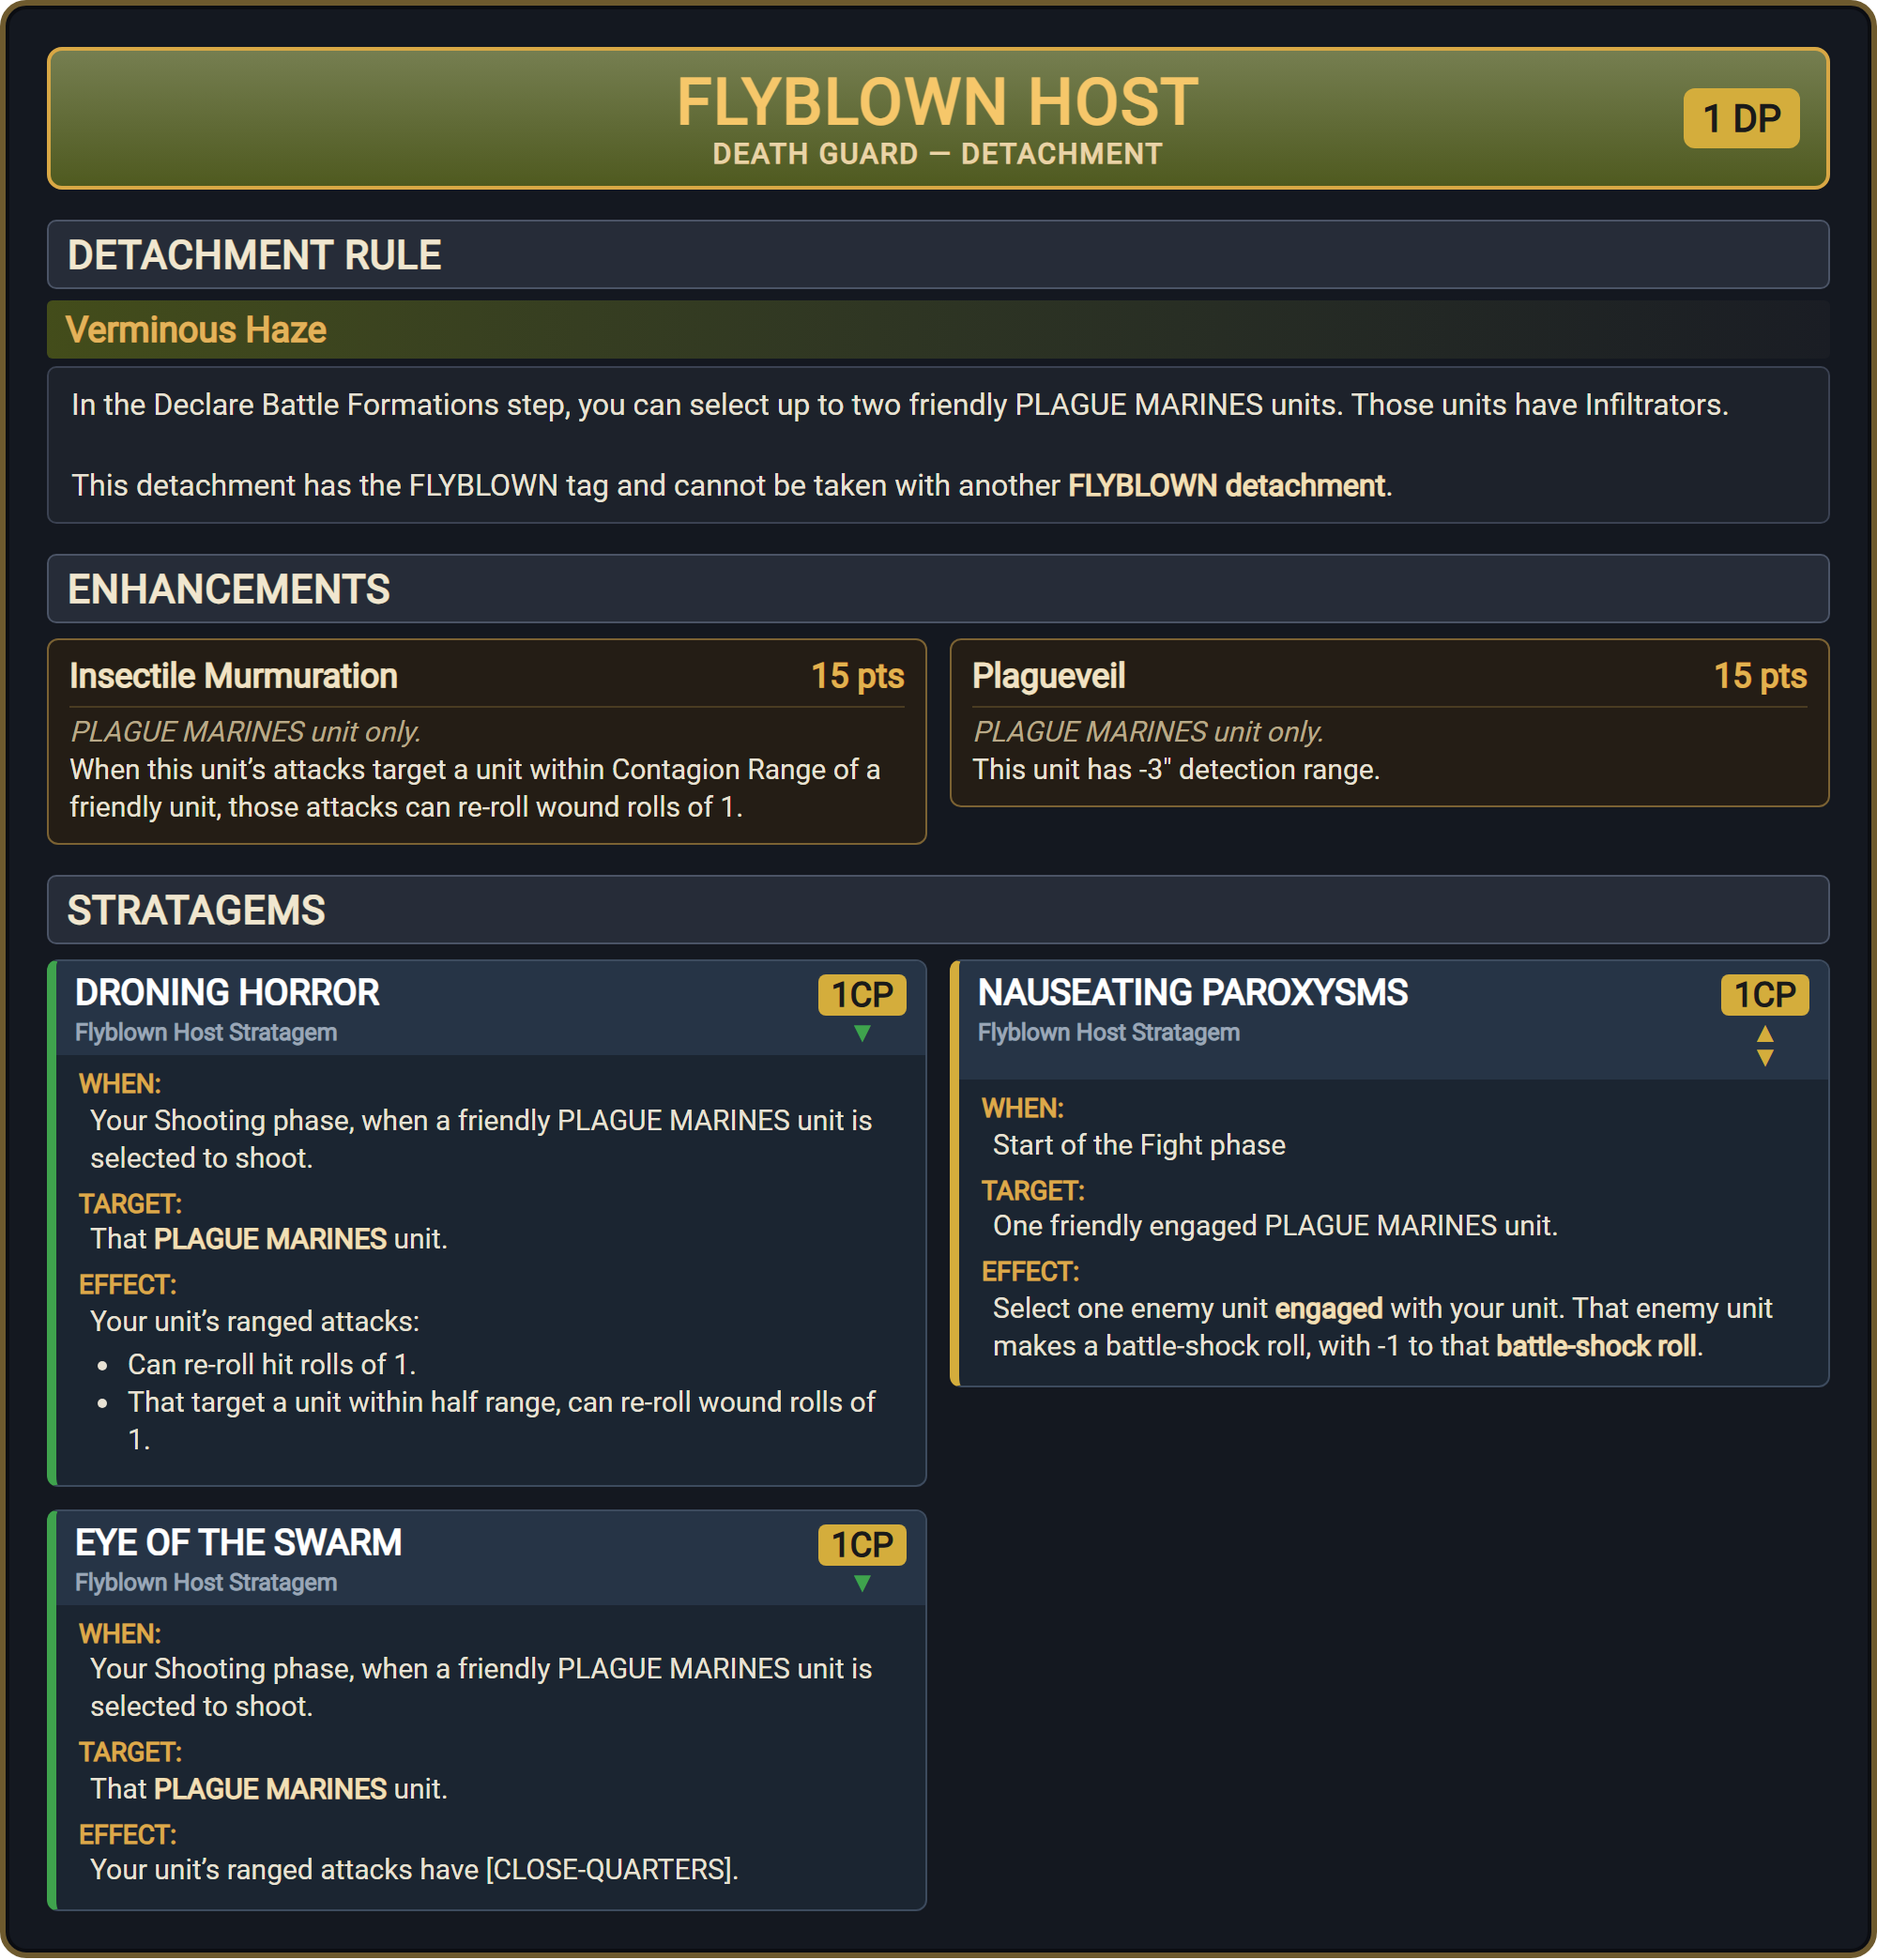 FLYBLOWN HOST
DEATH GUARD — DETACHMENT
1 DP
DETACHMENT RULE
Verminous Haze
In the Declare Battle Formations step, you can select up to two friendly PLAGUE MARINES units. Those units have Infiltrators.
This detachment has the FLYBLOWN tag and cannot be taken with another FLYBLOWN detachment.
ENHANCEMENTS
Insectile Murmuration 15 pts
PLAGUE MARINES unit only.
When this unit’s attacks target a unit within Contagion Range of a
friendly unit, those attacks can re-roll wound rolls of 1.
Plagueveil 15 pts
PLAGUE MARINES unit only.
This unit has -3" detection range.
STRATAGEMS
DRONING HORROR 1CP
Flyblown Host Stratagem ▼
WHEN:
Your Shooting phase, when a friendly PLAGUE MARINES unit is
selected to shoot.
TARGET:
That PLAGUE MARINES unit.
EFFECT:
Your unit’s ranged attacks:
• Can re-roll hit rolls of 1.
• That target a unit within half range, can re-roll wound rolls of
1.
NAUSEATING PAROXYSMS 1CP
Flyblown Host Stratagem ▲
▼
WHEN:
Start of the Fight phase
TARGET:
One friendly engaged PLAGUE MARINES unit.
EFFECT:
Select one enemy unit engaged with your unit. That enemy unit
makes a battle-shock roll, with -1 to that battle-shock roll.
EYE OF THE SWARM 1CP
Flyblown Host Stratagem ▼
WHEN:
Your Shooting phase, when a friendly PLAGUE MARINES unit is
selected to shoot.
TARGET:
That PLAGUE MARINES unit.
EFFECT:
Your unit’s ranged attacks have [CLOSE-QUARTERS].